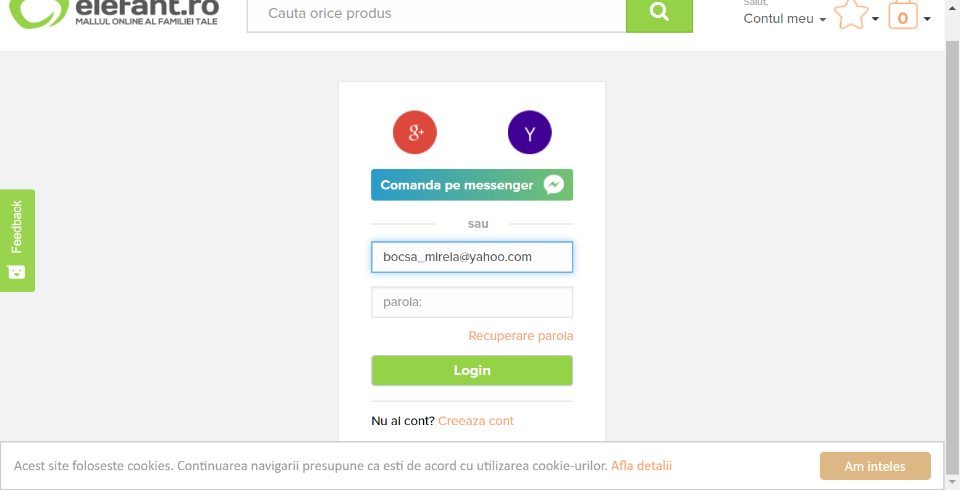 elefant.ro
MALLUL ONLINE AL FAMILIEI TALE
Cauta orice produs
Salut,
Contul meu
0
g+
Y
Comanda pe messenger
sau
Feedback
bocsa_mirela@yahoo.com
parola:
Recuperare parola
Login
Nu ai cont? Creeaza cont
Acest site foloseste cookies. Continuarea navigarii presupune ca esti de acord cu utilizarea cookie-urilor. Afla detalii
Am inteles